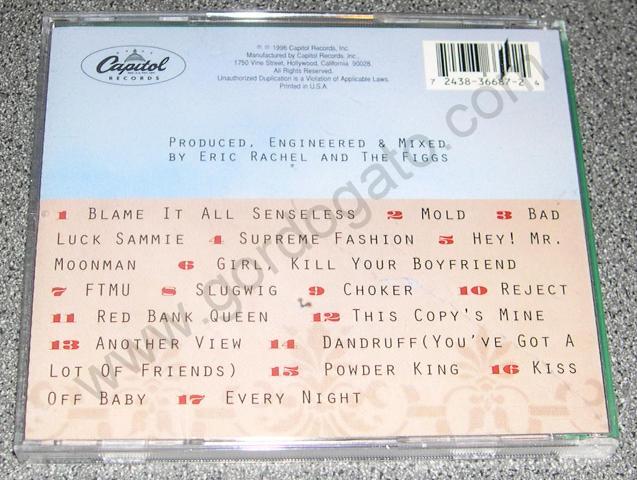 Capitol
RECORDS
℗ © 1996 Capitol Records, Inc.
Manufactured by Capitol Records, Inc.
1750 Vine Street, Hollywood, California 90028.
All Rights Reserved.
Unauthorized Duplication is a Violation of Applicable Laws.
Printed in U.S.A
7 2438-36687-2 4
PRODUCED, ENGINEERED & MIXED
BY ERIC RACHEL AND THE FIGGS
1 BLAME IT ALL SENSELESS 2 MOLD 3 BAD
LUCK SAMMIE 4 SUPREME FASHION 5 HEY! MR.
MOONMAN 6 GIRL, KILL YOUR BOYFRIEND
7 FTMU 8 SLUGWIG 9 CHOKER 10 REJECT
11 RED BANK QUEEN 12 THIS COPY'S MINE
13 ANOTHER VIEW 14 DANDRUFF(YOU'VE GOT A
LOT OF FRIENDS) 15 POWDER KING 16 KISS
OFF BABY 17 EVERY NIGHT
www.gordogato.com